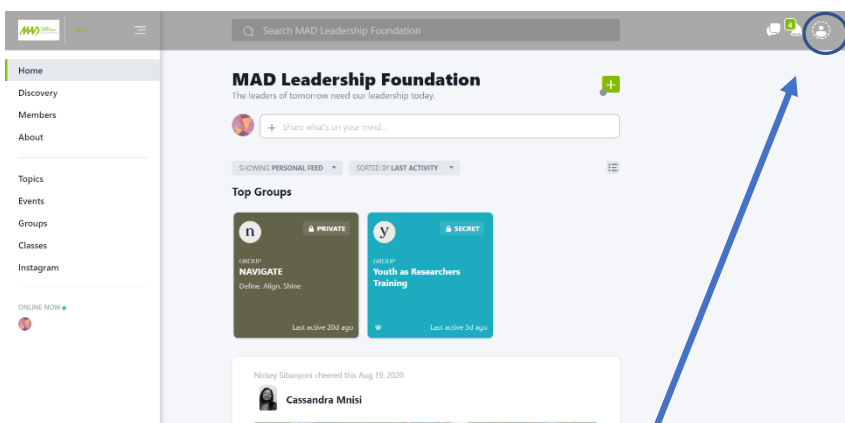 MAD
Search MAD Leadership Foundation
4
Home
Discovery
Members
About
Topics
Events
Groups
Classes
Instagram
ONLINE NOW
MAD Leadership Foundation
The leaders of tomorrow need our leadership today.
+ Share what's on your mind...
SHOWING PERSONAL FEED
SORTED BY LAST ACTIVITY
Top Groups
n
PRIVATE
GROUP
NAVIGATE
Define. Align. Shine
Last active 20d ago
y
SECRET
GROUP
Youth as Researchers
Training
Last active 3d ago
Nickey Sibanyoni cheered this Aug 19, 2020
Cassandra Mnisi